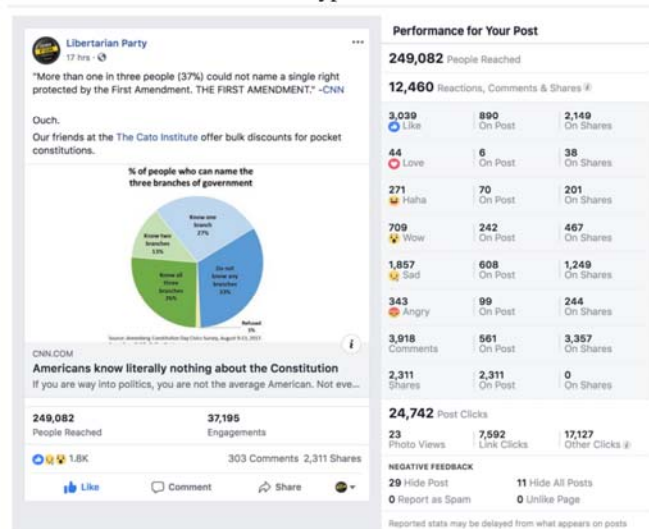 Libertarian Party
17 hrs ·
"More than one in three people (37%) could not name a single right
protected by the First Amendment. THE FIRST AMENDMENT." -CNN
Ouch.
Our friends at the The Cato Institute offer bulk discounts for pocket
constitutions.
% of people who can name the
three branches of government
Know one
branch
27%
Know two
branches
13%
Know all
three
branches
26%
Do not
know any
branches
33%
Refused
1%
Source: Annenberg Constitution Day Civics Survey, August 9-13, 2017
CNN.COM
Americans know literally nothing about the Constitution
If you are way into politics, you are not the average American. Not eve...
249,082
People Reached
37,195
Engagements
1.8K
303 Comments 2,311 Shares
Like
Comment
Share
Performance for Your Post
249,082 People Reached
12,460 Reactions, Comments & Shares
3,039 890 2,149
Like On Post On Shares
44 6 38
Love On Post On Shares
271 70 201
Haha On Post On Shares
709 242 467
Wow On Post On Shares
1,857 608 1,249
Sad On Post On Shares
343 99 244
Angry On Post On Shares
3,918 561 3,357
Comments On Post On Shares
2,311 2,311 0
Shares On Post On Shares
24,742 Post Clicks
23 7,592 17,127
Photo Views Link Clicks Other Clicks
NEGATIVE FEEDBACK
29 Hide Post 11 Hide All Posts
0 Report as Spam 0 Unlike Page
Reported stats may be delayed from what appears on posts